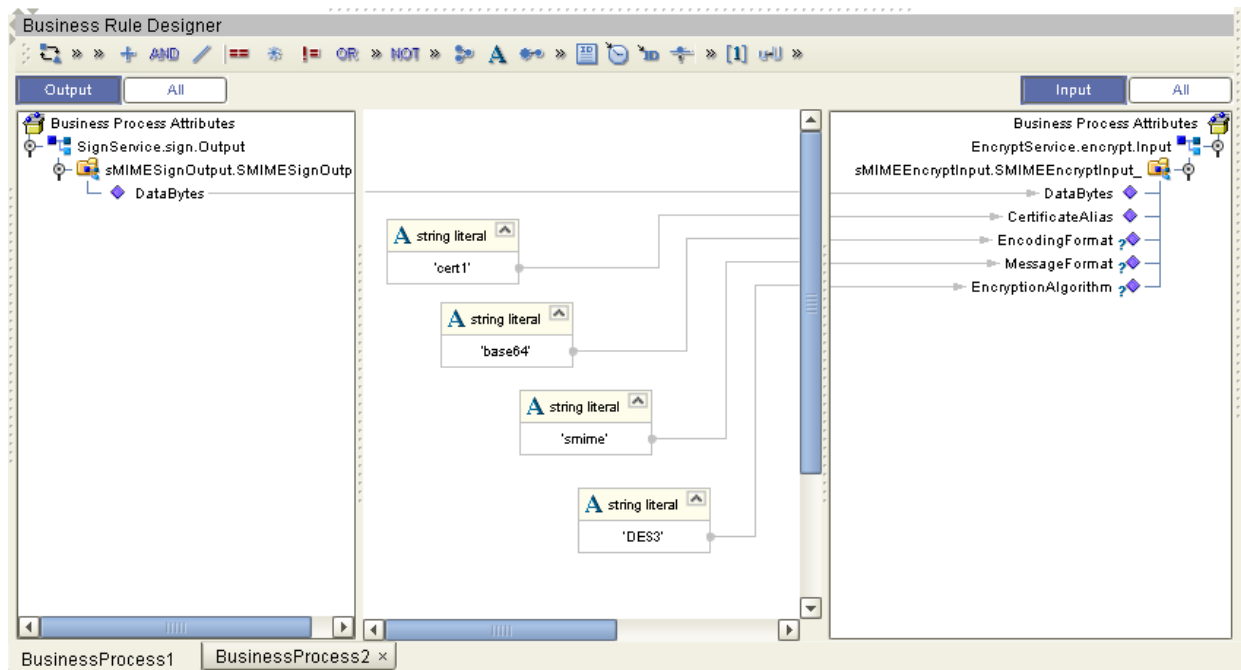 Business Rule Designer
» » AND == != OR » NOT » A » ID ID » [1] »
Output All
Input All
Business Process Attributes
SignService.sign.Output
sMIMESignOutput.SMIMESignOutp
DataBytes
A string literal
'cert1'
A string literal
'base64'
A string literal
'smime'
A string literal
'DES3'
Business Process Attributes
EncryptService.encrypt.Input
sMIMEEncryptInput.SMIMEEncryptInput_
DataBytes
CertificateAlias
EncodingFormat ?
MessageFormat ?
EncryptionAlgorithm ?
BusinessProcess1 BusinessProcess2 ×